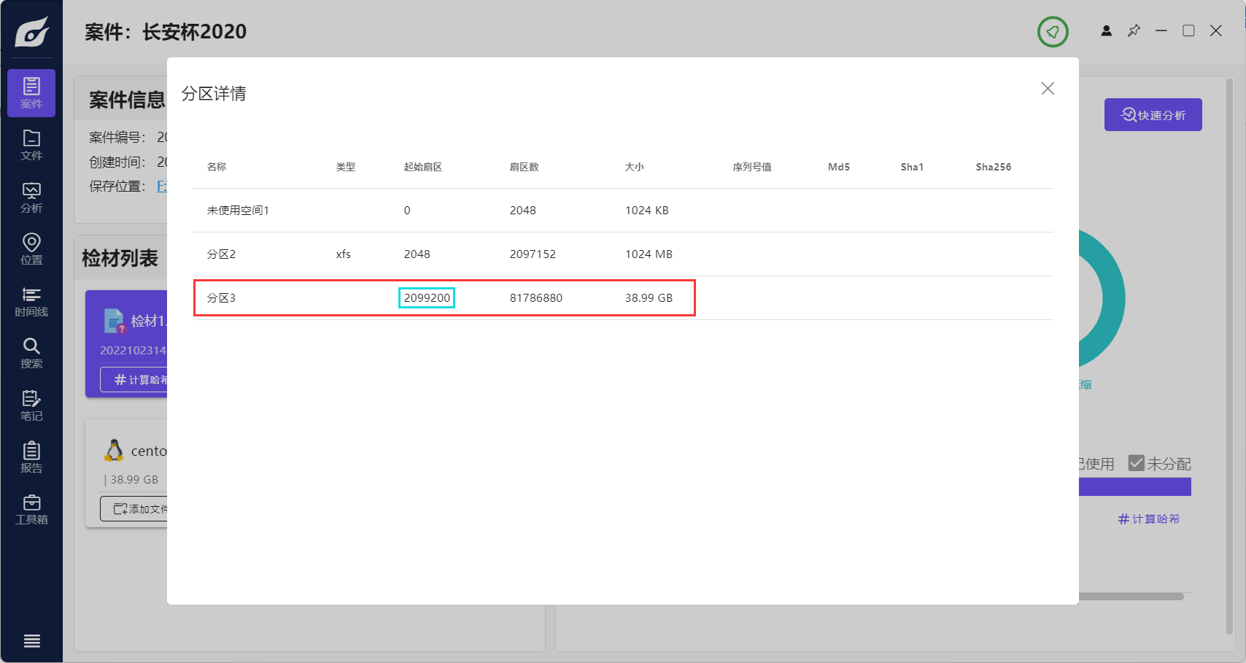 案件：长安杯2020
案件
文件
分析
位置
时间线
搜索
笔记
报告
工具箱
案件信息
案件编号： 20
创建时间： 20
保存位置： F:
检材列表
检材1.
2022102314
#计算哈希
cento
| 38.99 GB
添加文件
分区详情
名称 类型 起始扇区 扇区数 大小 序列号值 Md5 Sha1 Sha256
未使用空间1 0 2048 1024 KB
分区2 xfs 2048 2097152 1024 MB
分区3 2099200 81786880 38.99 GB
快速分析
缩
已使用 未分配
#计算哈希